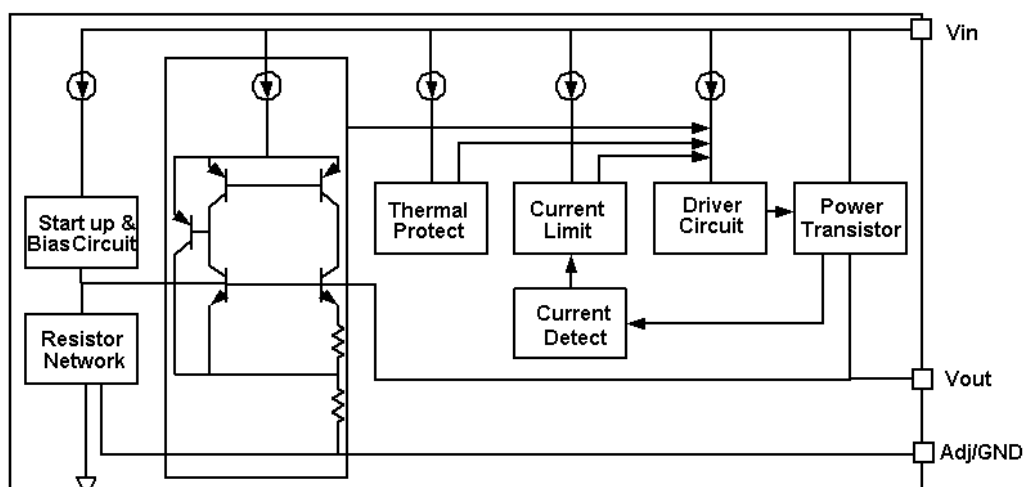 Vin
Start up &
Bias Circuit
Thermal
Protect
Current
Limit
Driver
Circuit
Power
Transistor
Resistor
Network
Current
Detect
Vout
Adj/GND